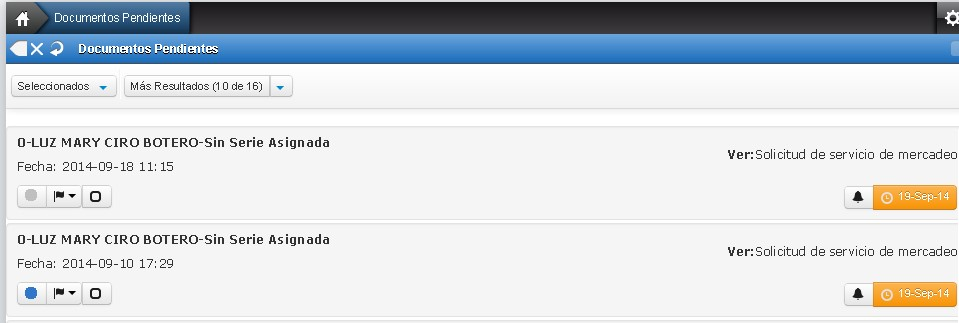 Documentos Pendientes
Documentos Pendientes
Seleccionados Más Resultados (10 de 16)
0-LUZ MARY CIRO BOTERO-Sin Serie Asignada
Ver:Solicitud de servicio de mercadeo
Fecha: 2014-09-18 11:15
19-Sep-14
0-LUZ MARY CIRO BOTERO-Sin Serie Asignada
Ver:Solicitud de servicio de mercadeo
Fecha: 2014-09-10 17:29
19-Sep-14